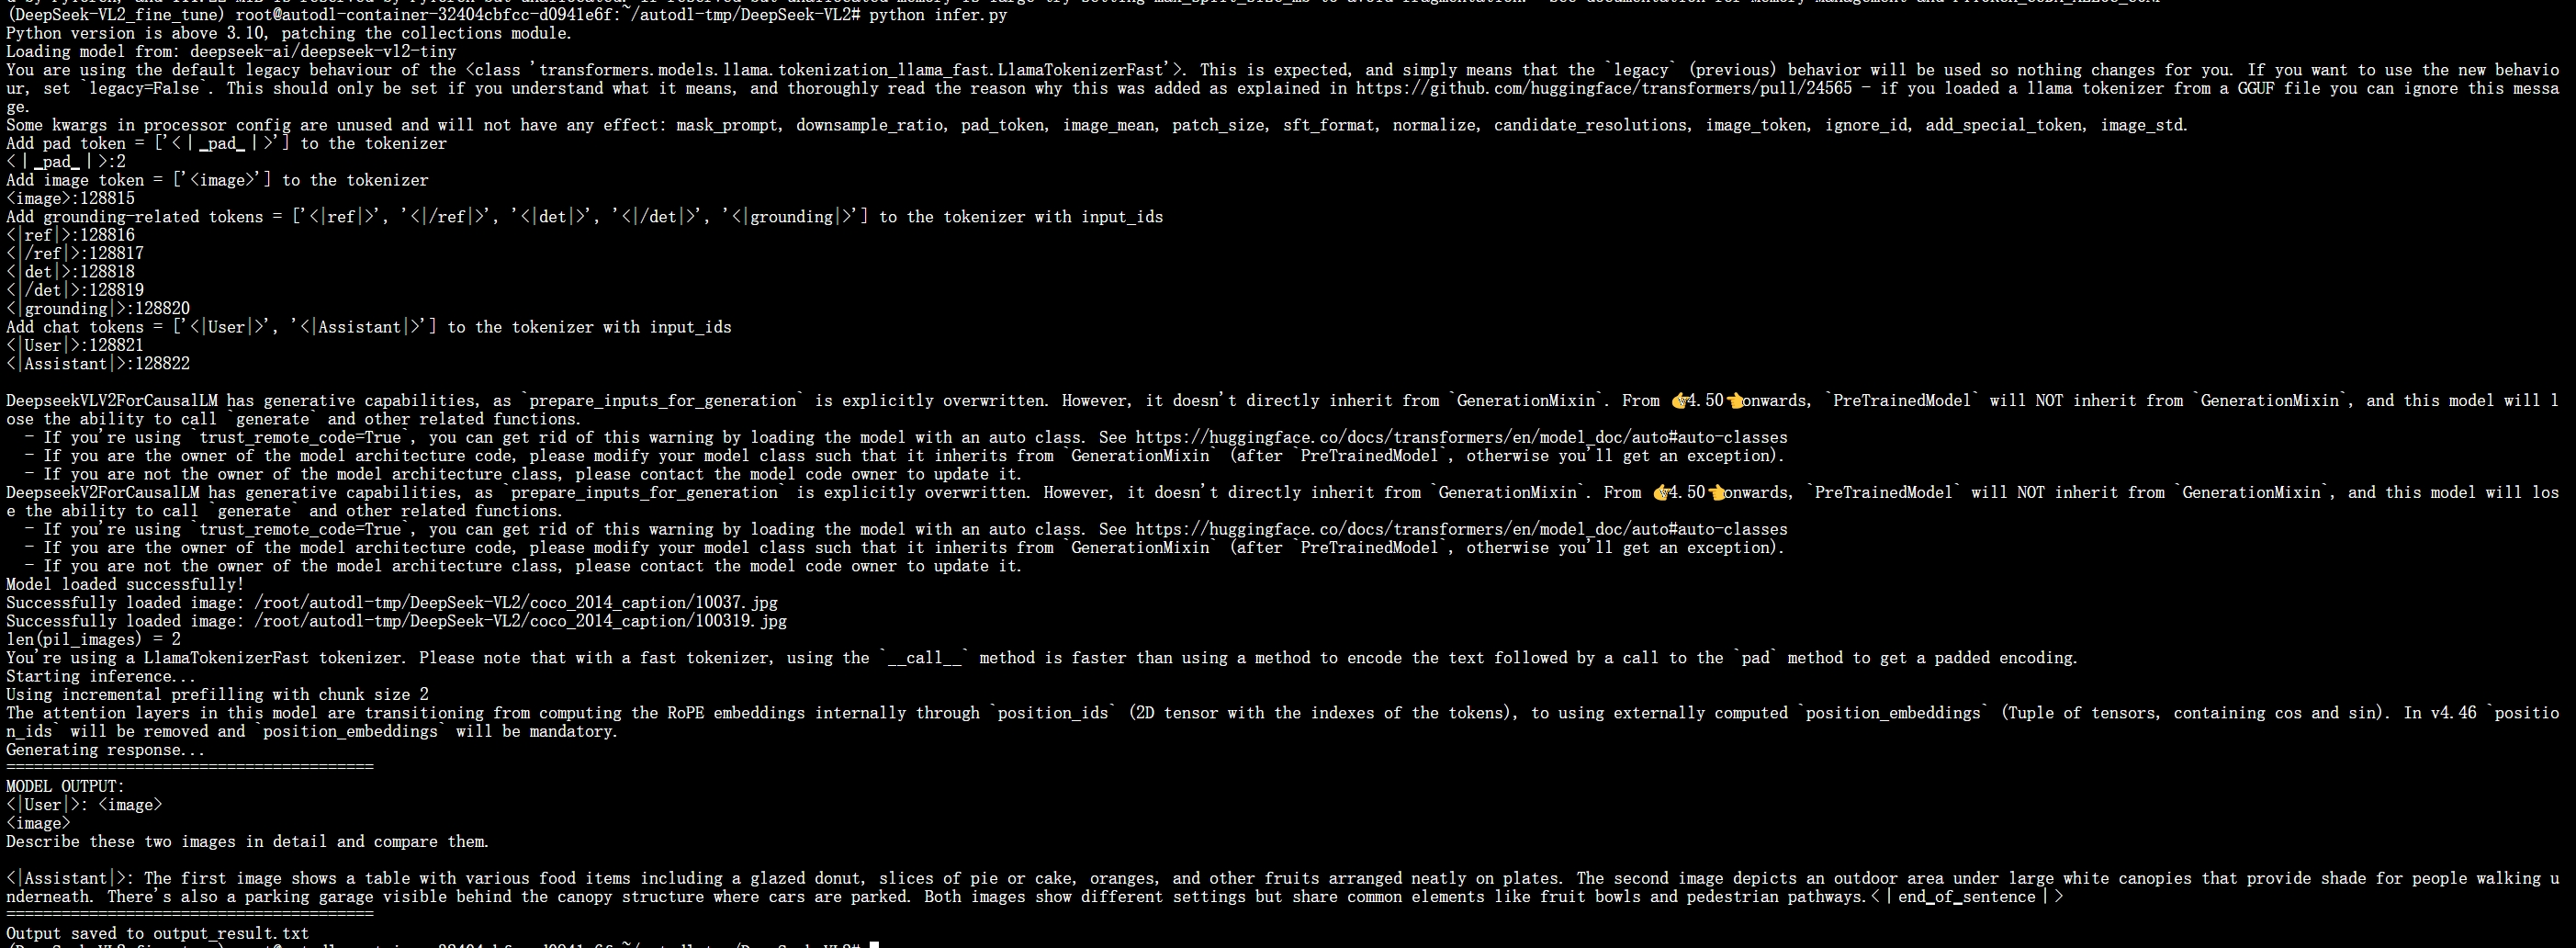 (DeepSeek-VL2_fine_tune) root@autodl-container-32404cbfcc-d0941e6f:~/autodl-tmp/DeepSeek-VL2# python infer.py
Python version is above 3.10, patching the collections module.
Loading model from: deepseek-ai/deepseek-vl2-tiny
You are using the default legacy behaviour of the <class 'transformers.models.llama.tokenization_llama_fast.LlamaTokenizerFast'>. This is expected, and simply means that the `legacy` (previous) behavior will be used so nothing changes for you. If you want to use the new behavio
ur, set `legacy=False`. This should only be set if you understand what it means, and thoroughly read the reason why this was added as explained in https://github.com/huggingface/transformers/pull/24565 - if you loaded a llama tokenizer from a GGUF file you can ignore this messa
ge.
Some kwargs in processor config are unused and will not have any effect: mask_prompt, downsample_ratio, pad_token, image_mean, patch_size, sft_format, normalize, candidate_resolutions, image_token, ignore_id, add_special_token, image_std.
Add pad token = ['<｜▁pad▁｜>'] to the tokenizer
<｜▁pad▁｜>:2
Add image token = ['<image>'] to the tokenizer
<image>:128815
Add grounding-related tokens = ['<|ref|>', '<|/ref|>', '<|det|>', '<|/det|>', '<|grounding|>'] to the tokenizer with input_ids
<|ref|>:128816
<|/ref|>:128817
<|det|>:128818
<|/det|>:128819
<|grounding|>:128820
Add chat tokens = ['<|User|>', '<|Assistant|>'] to the tokenizer with input_ids
<|User|>:128821
<|Assistant|>:128822
DeepseekVLV2ForCausalLM has generative capabilities, as `prepare_inputs_for_generation` is explicitly overwritten. However, it doesn't directly inherit from `GenerationMixin`. From 👉4.50👈onwards, `PreTrainedModel` will NOT inherit from `GenerationMixin`, and this model will l
ose the ability to call `generate` and other related functions.
- If you're using `trust_remote_code=True`, you can get rid of this warning by loading the model with an auto class. See https://huggingface.co/docs/transformers/en/model_doc/auto#auto-classes
- If you are the owner of the model architecture code, please modify your model class such that it inherits from `GenerationMixin` (after `PreTrainedModel`, otherwise you'll get an exception).
- If you are not the owner of the model architecture class, please contact the model code owner to update it.
DeepseekV2ForCausalLM has generative capabilities, as `prepare_inputs_for_generation` is explicitly overwritten. However, it doesn't directly inherit from `GenerationMixin`. From 👉4.50👈onwards, `PreTrainedModel` will NOT inherit from `GenerationMixin`, and this model will los
e the ability to call `generate` and other related functions.
- If you're using `trust_remote_code=True`, you can get rid of this warning by loading the model with an auto class. See https://huggingface.co/docs/transformers/en/model_doc/auto#auto-classes
- If you are the owner of the model architecture code, please modify your model class such that it inherits from `GenerationMixin` (after `PreTrainedModel`, otherwise you'll get an exception).
- If you are not the owner of the model architecture class, please contact the model code owner to update it.
Model loaded successfully!
Successfully loaded image: /root/autodl-tmp/DeepSeek-VL2/coco_2014_caption/10037.jpg
Successfully loaded image: /root/autodl-tmp/DeepSeek-VL2/coco_2014_caption/100319.jpg
len(pil_images) = 2
You're using a LlamaTokenizerFast tokenizer. Please note that with a fast tokenizer, using the `__call__` method is faster than using a method to encode the text followed by a call to the `pad` method to get a padded encoding.
Starting inference...
Using incremental prefilling with chunk size 2
The attention layers in this model are transitioning from computing the RoPE embeddings internally through `position_ids` (2D tensor with the indexes of the tokens), to using externally computed `position_embeddings` (Tuple of tensors, containing cos and sin). In v4.46 `positio
n_ids` will be removed and `position_embeddings` will be mandatory.
Generating response...
========================================
MODEL OUTPUT:
<|User|>: <image>
<image>
Describe these two images in detail and compare them.
<|Assistant|>: The first image shows a table with various food items including a glazed donut, slices of pie or cake, oranges, and other fruits arranged neatly on plates. The second image depicts an outdoor area under large white canopies that provide shade for people walking u
nderneath. There's also a parking garage visible behind the canopy structure where cars are parked. Both images show different settings but share common elements like fruit bowls and pedestrian pathways.<｜end▁of▁sentence｜>
========================================
Output saved to output_result.txt